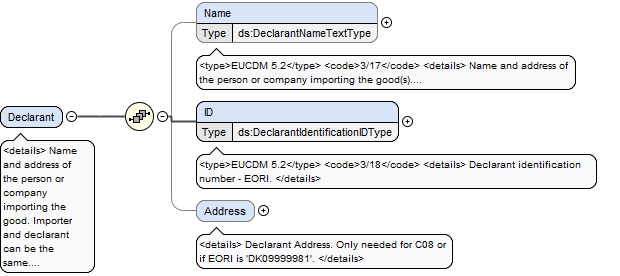 Name
Type ds:DeclarantNameTextType
<type>EUCDM 5.2</type> <code>3/17</code> <details> Name and address of
the person or company importing the good(s)....
ID
Type ds:DeclarantIdentificationIDType
<type>EUCDM 5.2</type> <code>3/18</code> <details> Declarant identification
number - EORI. </details>
Declarant
<details> Name
and address of
the person or
company
importing the
good. Importer
and declarant
can be the
same....
Address
<details> Declarant Address. Only needed for C08 or
if EORI is 'DK09999981'. </details>